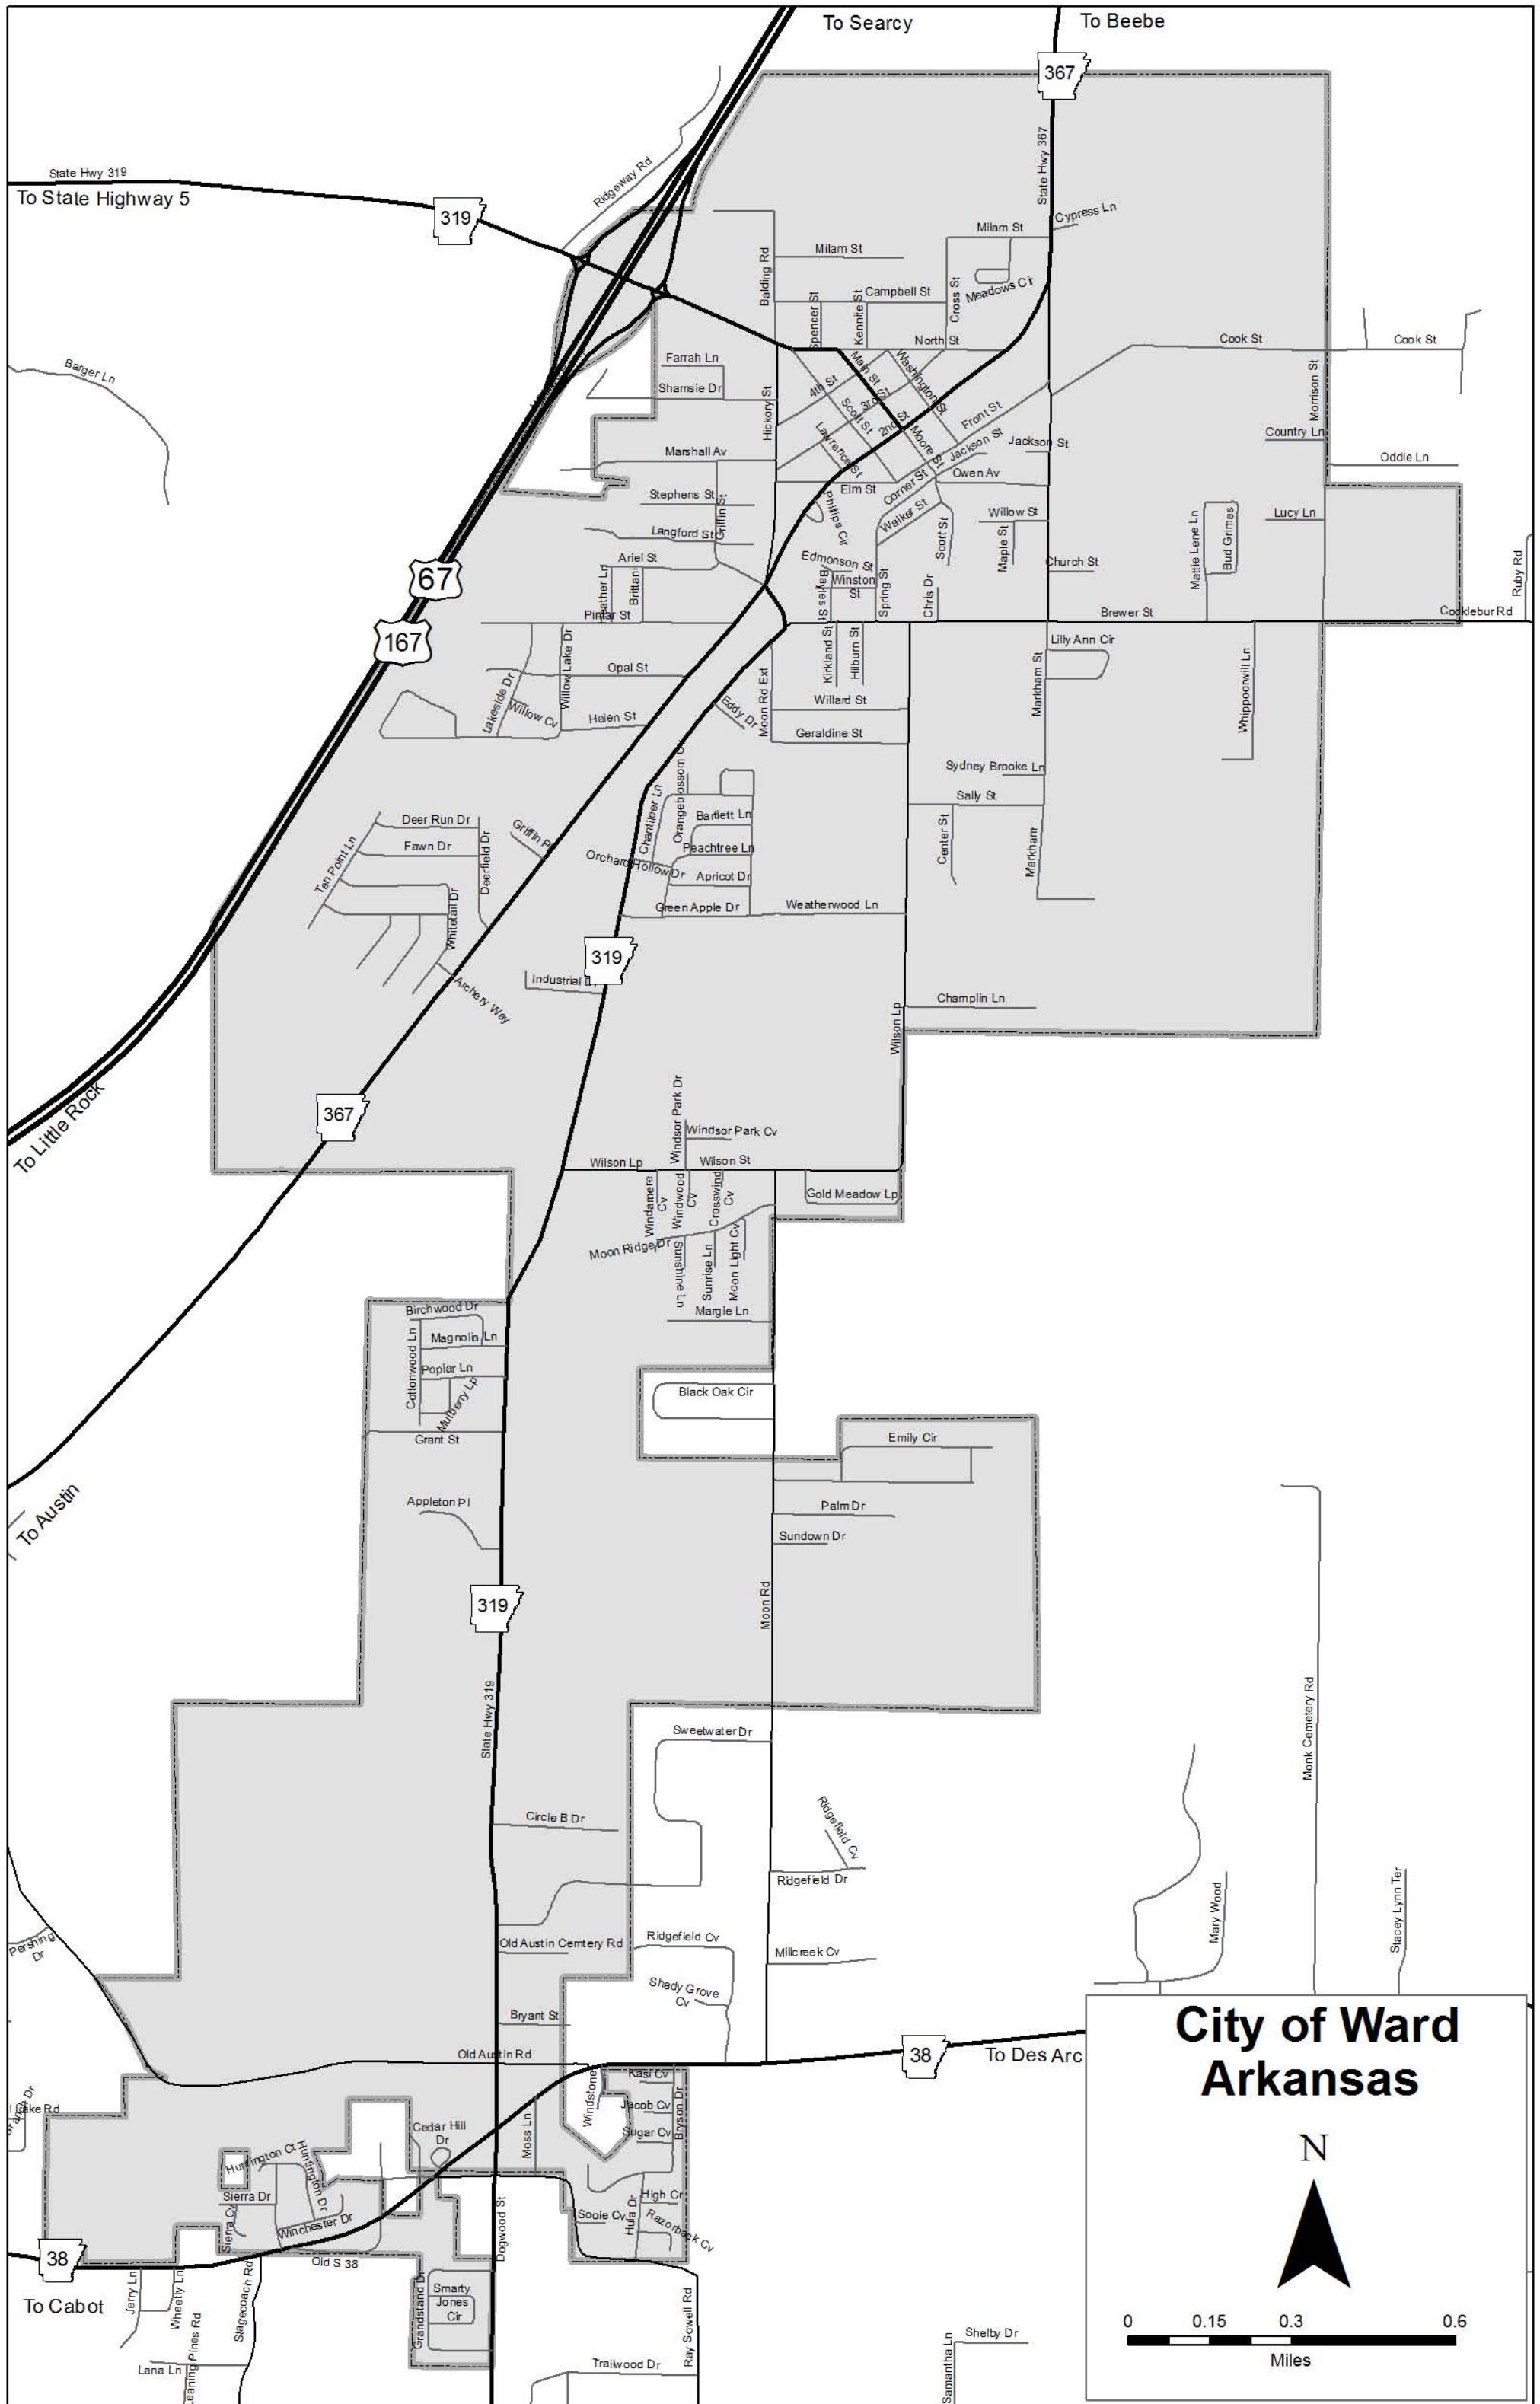 To Searcy
To Beebe
367
State Hwy 319
To State Highway 5
319
Ridgeway Rd
State Hwy 367
Cypress Ln
Milam St
Milam St
Balding Rd
Campbell St
Cross St
Meadows Cir
Spencer St
Kennite St
North St
Cook St
Cook St
Barger Ln
Farrah Ln
Shamsie Dr
Hickory St
4th St
Main St
Washington St
3rd St
Scott St
2nd St
Front St
Moore St
Lawrence St
Morrison St
Country Ln
Oddie Ln
Marshall Av
Jackson St
Jackson St
Owen Av
Elm St
Corner St
Walker St
Phillips Cir
Stephens St
Griffin St
Langford St
Willow St
Maple St
Scott St
Lucy Ln
Mattie Lene Ln
Bud Grimes
Ruby Rd
Ariel St
Heather Ln
Brittani
Edmonson St
Winston
St
Bayles St
Spring St
Chris Dr
Church St
67
167
Pintar St
Brewer St
Cocklebur Rd
Kirkland St
Hilburn St
Lilly Ann Cir
Markham St
Whippoorwill Ln
Opal St
Willow Lake Dr
Lakeside Dr
Willow Cv
Helen St
Eddy Dr
Moon Rd Ext
Willard St
Geraldine St
Sydney Brooke Ln
Sally St
Center St
Markham
Chantileer Ln
Orangeblossom
Bartlett Ln
Peachtree Ln
Orchard Hollow Dr
Apricot Dr
Green Apple Dr
Weatherwood Ln
Deer Run Dr
Fawn Dr
Ten Point Ln
Deerfield Dr
Whitetail Dr
Griffin Pl
Archery Way
319
Industrial
Champlin Ln
Wilson Lp
367
To Little Rock
Windsor Park Dr
Windsor Park Cv
Wilson Lp
Wilson St
Gold Meadow Lp
Windamere
Cv
Windwood
Cv
Crosswind
Cv
Moon Ridge Dr
Sunshine Ln
Sunrise Ln
Moon Light Cv
Margie Ln
Birchwood Dr
Magnolia Ln
Cottonwood Ln
Poplar Ln
Mulberry Lp
Grant St
Black Oak Cir
Emily Cir
Appleton Pl
Palm Dr
Sundown Dr
To Austin
319
Moon Rd
State Hwy 319
Monk Cemetery Rd
Sweetwater Dr
Circle B Dr
Ridgefield Cv
Ridgefield Dr
Mary Wood
Stacey Lynn Ter
Pershing
Dr
Old Austin Cemtery Rd
Ridgefield Cv
Millcreek Cv
Shady Grove
Cv
Bryant St
Old Austin Rd
38
To Des Arc
Kasi Cv
Windstone
Jacob Cv
Bryson Dr
Sugar Cv
Moss Ln
Cedar Hill
Dr
Huntington Ct
Huntington Dr
Sierra Dr
Sierra Cv
Winchester Dr
High Cr
Sooie Cv
Huia Dr
Razorback Cv
Dogwood St
Old S 38
38
To Cabot
Jerry Ln
Wheetly Ln
Stagecoach Rd
Grandstand Dr
Smarty
Jones
Cir
Ray Sowell Rd
Lana Ln
Trailwood Dr
Samantha Ln
Shelby Dr
City of Ward
Arkansas
N
0 0.15 0.3 0.6
Miles